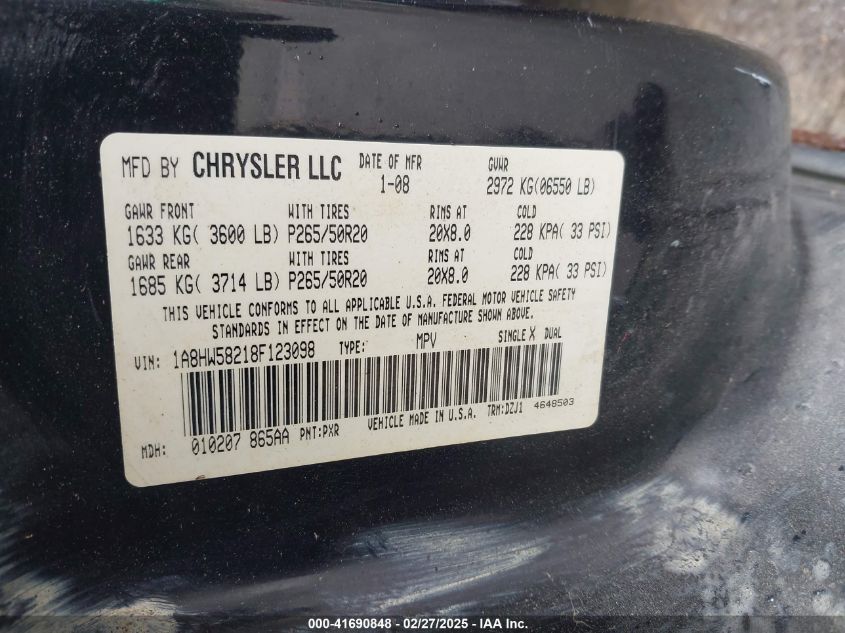 MFD BY CHRYSLER LLC DATE OF MFR 1-08 GVWR 2972 KG(06550 LB)
GAWR FRONT WITH TIRES RIMS AT COLD
1633 KG( 3600 LB) P265/50R20 20X8.0 228 KPA( 33 PSI)
GAWR REAR WITH TIRES RIMS AT COLD
1685 KG( 3714 LB) P265/50R20 20X8.0 228 KPA( 33 PSI)
THIS VEHICLE CONFORMS TO ALL APPLICABLE U.S.A. FEDERAL MOTOR VEHICLE SAFETY
STANDARDS IN EFFECT ON THE DATE OF MANUFACTURE SHOWN ABOVE.
VIN: 1A8HW58218F123098 TYPE: MPV SINGLE X DUAL
MDH: 010207 865AA PNT:PXR VEHICLE MADE IN U.S.A. TRM:DZJ1 4648503
000-41690848 - 02/27/2025 - IAA Inc.